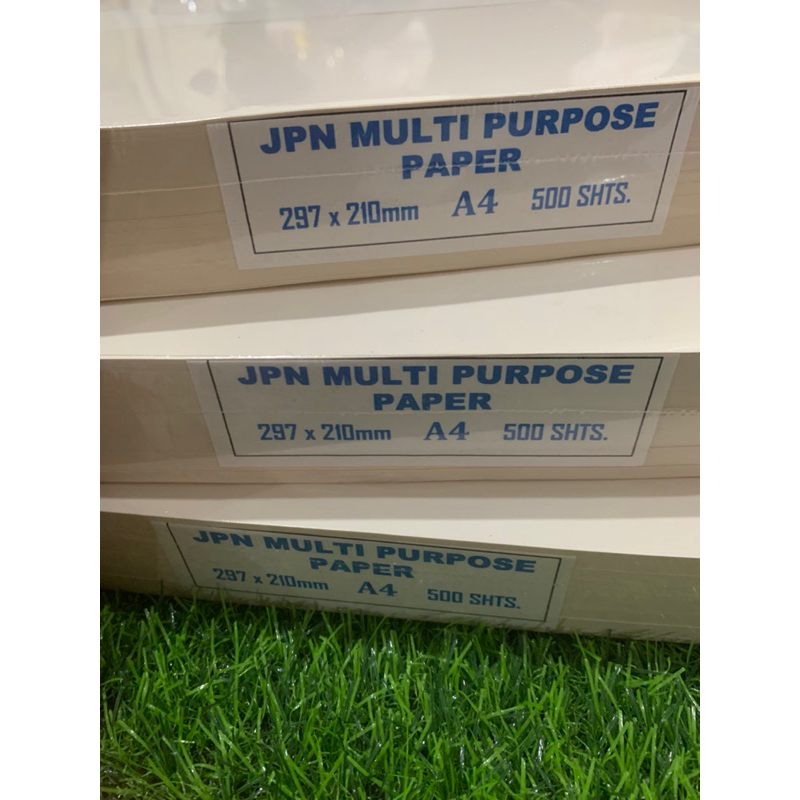 JPN MULTI PURPOSE
PAPER
297 x 210mm A4 500 SHTS.
JPN MULTI PURPOSE
PAPER
297 x 210mm A4 500 SHTS.
JPN MULTI PURPOSE
PAPER
297 x 210mm A4 500 SHTS.